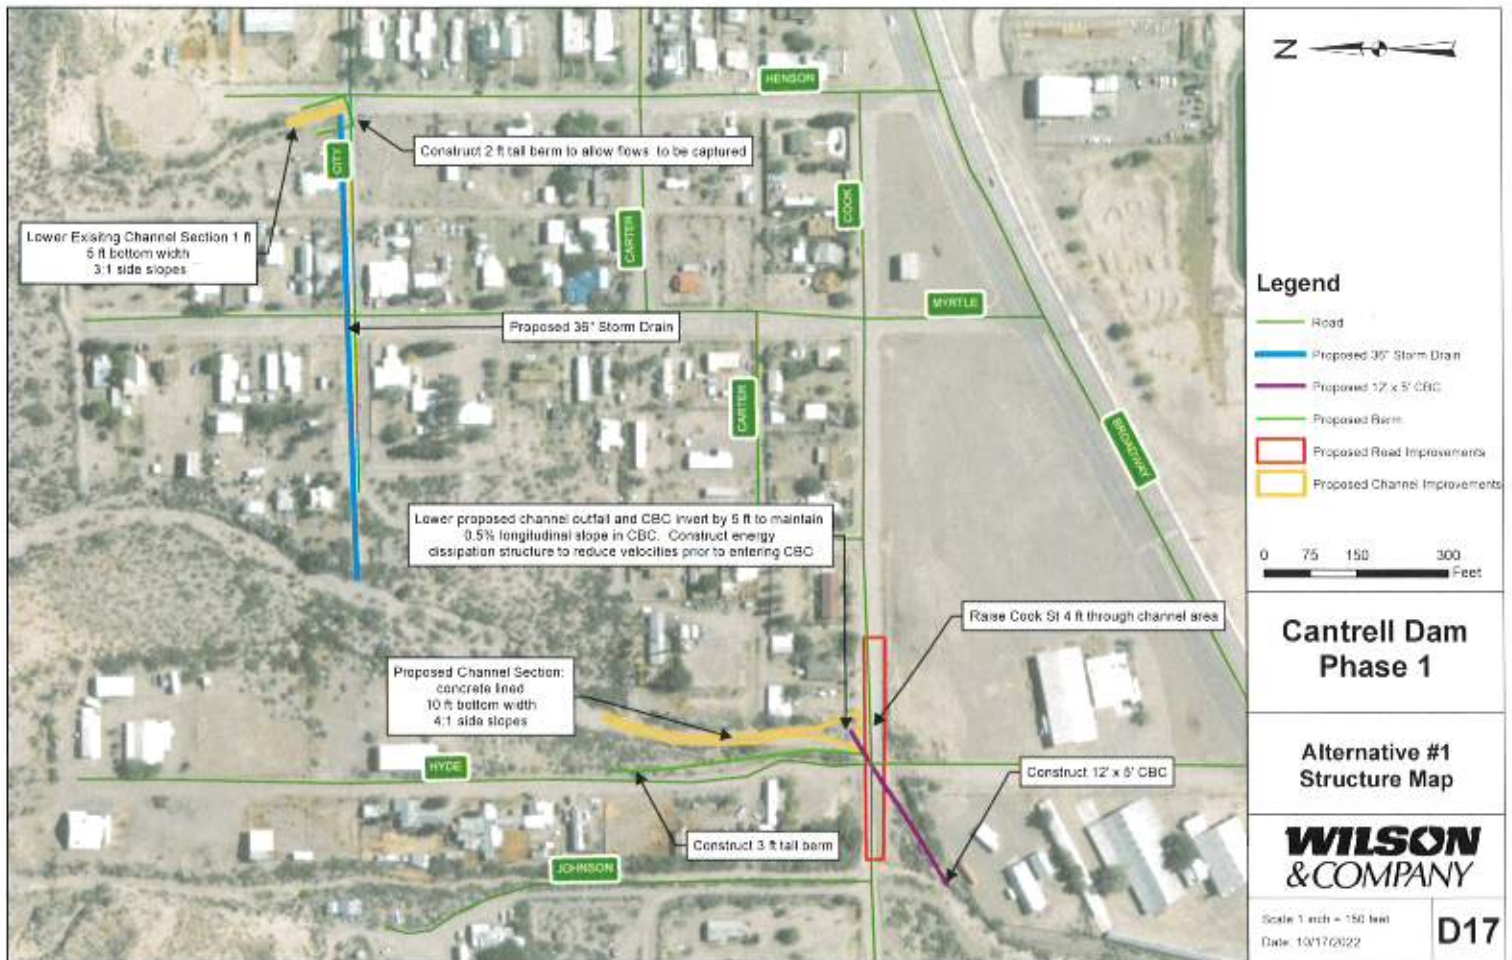 HENSON
Construct 2 ft tall berm to allow flows to be captured
CITY
COOK
CARTER
Lower Exisitng Channel Section 1 ft
5 ft bottom width
3:1 side slopes
MYRTLE
Proposed 36" Storm Drain
CARTER
BROADWAY
Lower proposed channel outfall and CBC invert by 5 ft to maintain
0.5% longitudinal slope in CBC. Construct energy
dissipation structure to reduce velocities prior to entering CBC
Raise Cook St 4 ft through channel area
Proposed Channel Section:
concrete lined
10 ft bottom width
4:1 side slopes
HYDE
Construct 12' x 5' CBC
Construct 3 ft tall berm
JOHNSON
N
Legend
Road
Proposed 36" Storm Drain
Proposed 12' x 5' CBC
Proposed Berm
Proposed Road Improvements
Proposed Channel Improvements
0 75 150 300
Feet
Cantrell Dam
Phase 1
Alternative #1
Structure Map
WILSON
&COMPANY
Scale 1 inch = 150 feet
Date: 10/17/2022
D17